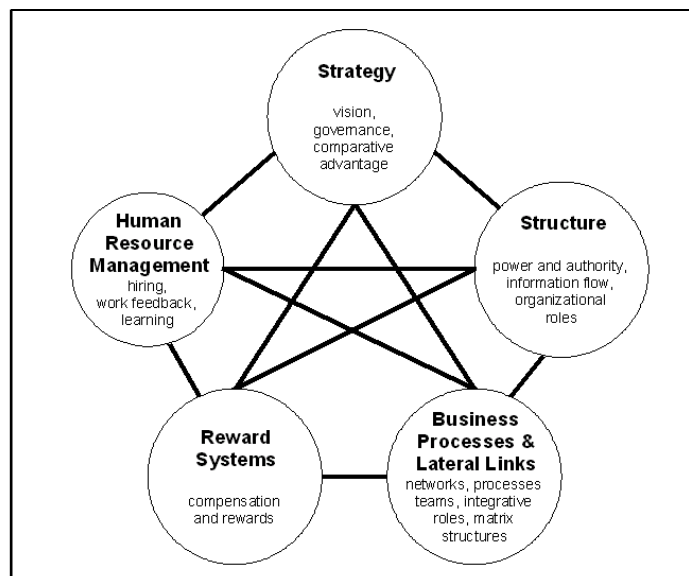 Strategy
vision,
governance,
comparative
advantage
Human
Resource
Management
hiring,
work feedback,
learning
Structure
power and authority,
information flow,
organizational
roles
Reward
Systems
compensation
and rewards
Business
Processes &
Lateral Links
networks, processes
teams, integrative
roles, matrix
structures